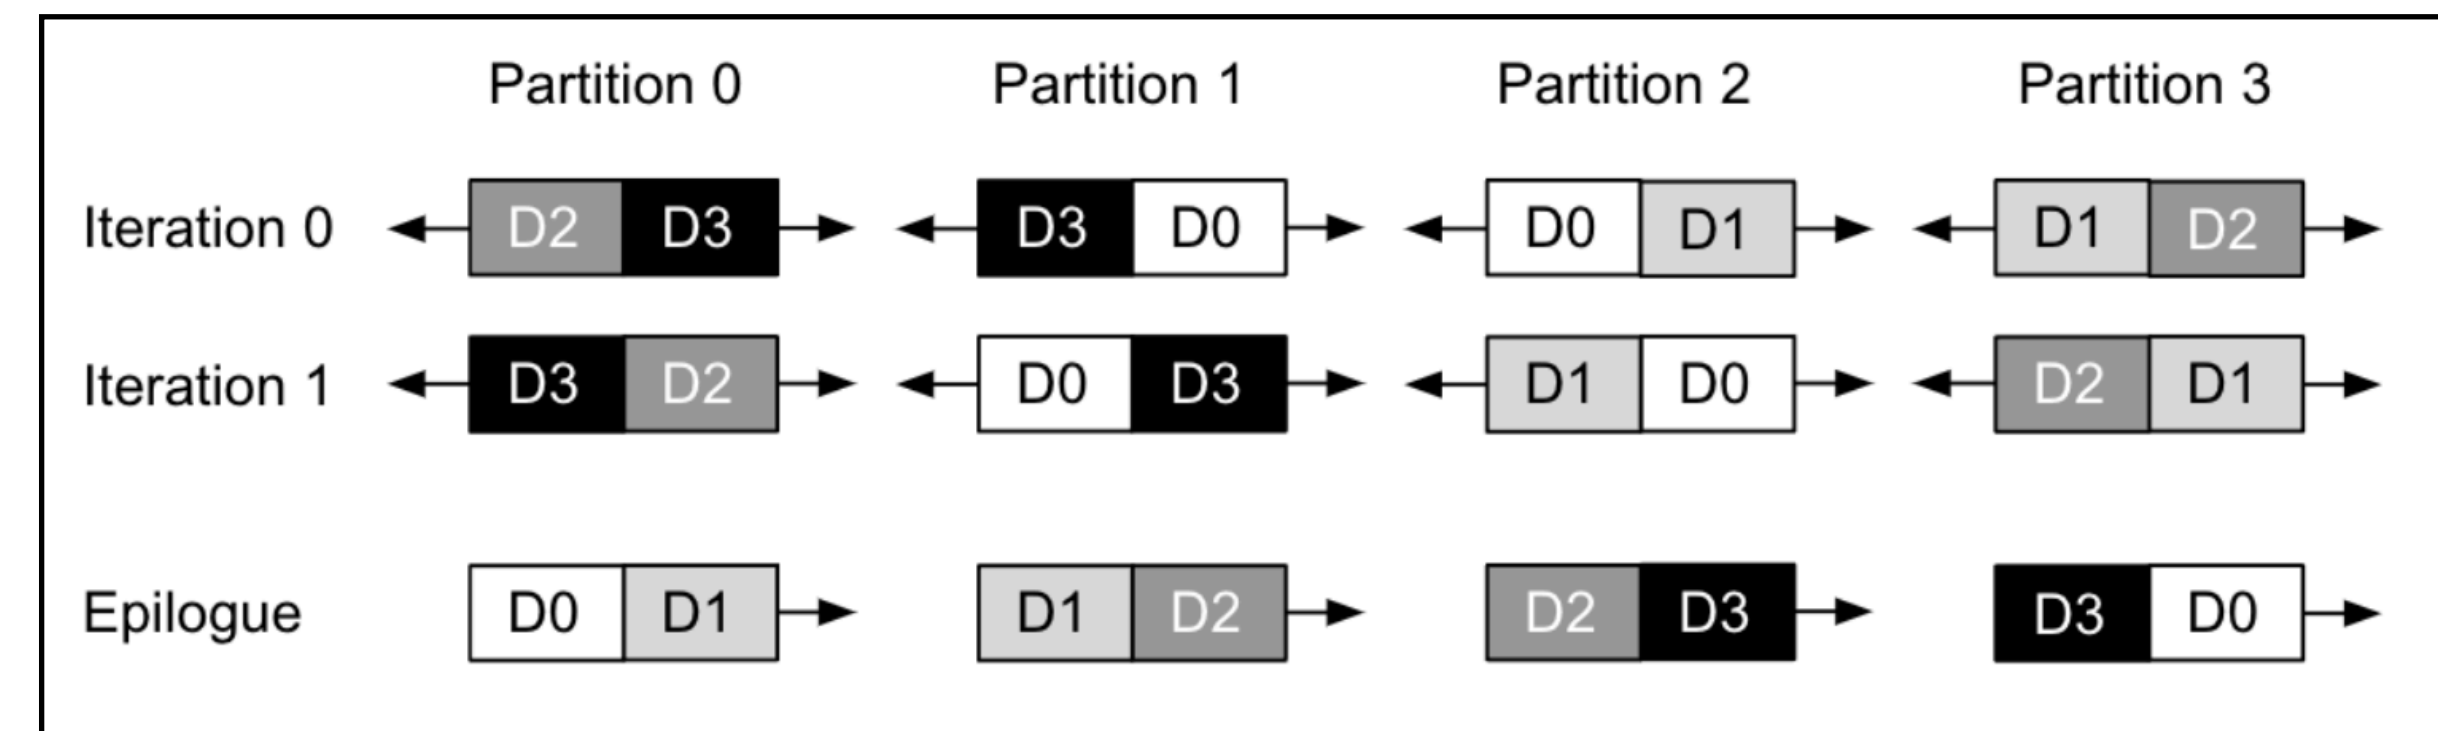 Partition 0 Partition 1 Partition 2 Partition 3
Iteration 0 D2 D3 D3 D0 D0 D1 D1 D2
Iteration 1 D3 D2 D0 D3 D1 D0 D2 D1
Epilogue D0 D1 D1 D2 D2 D3 D3 D0